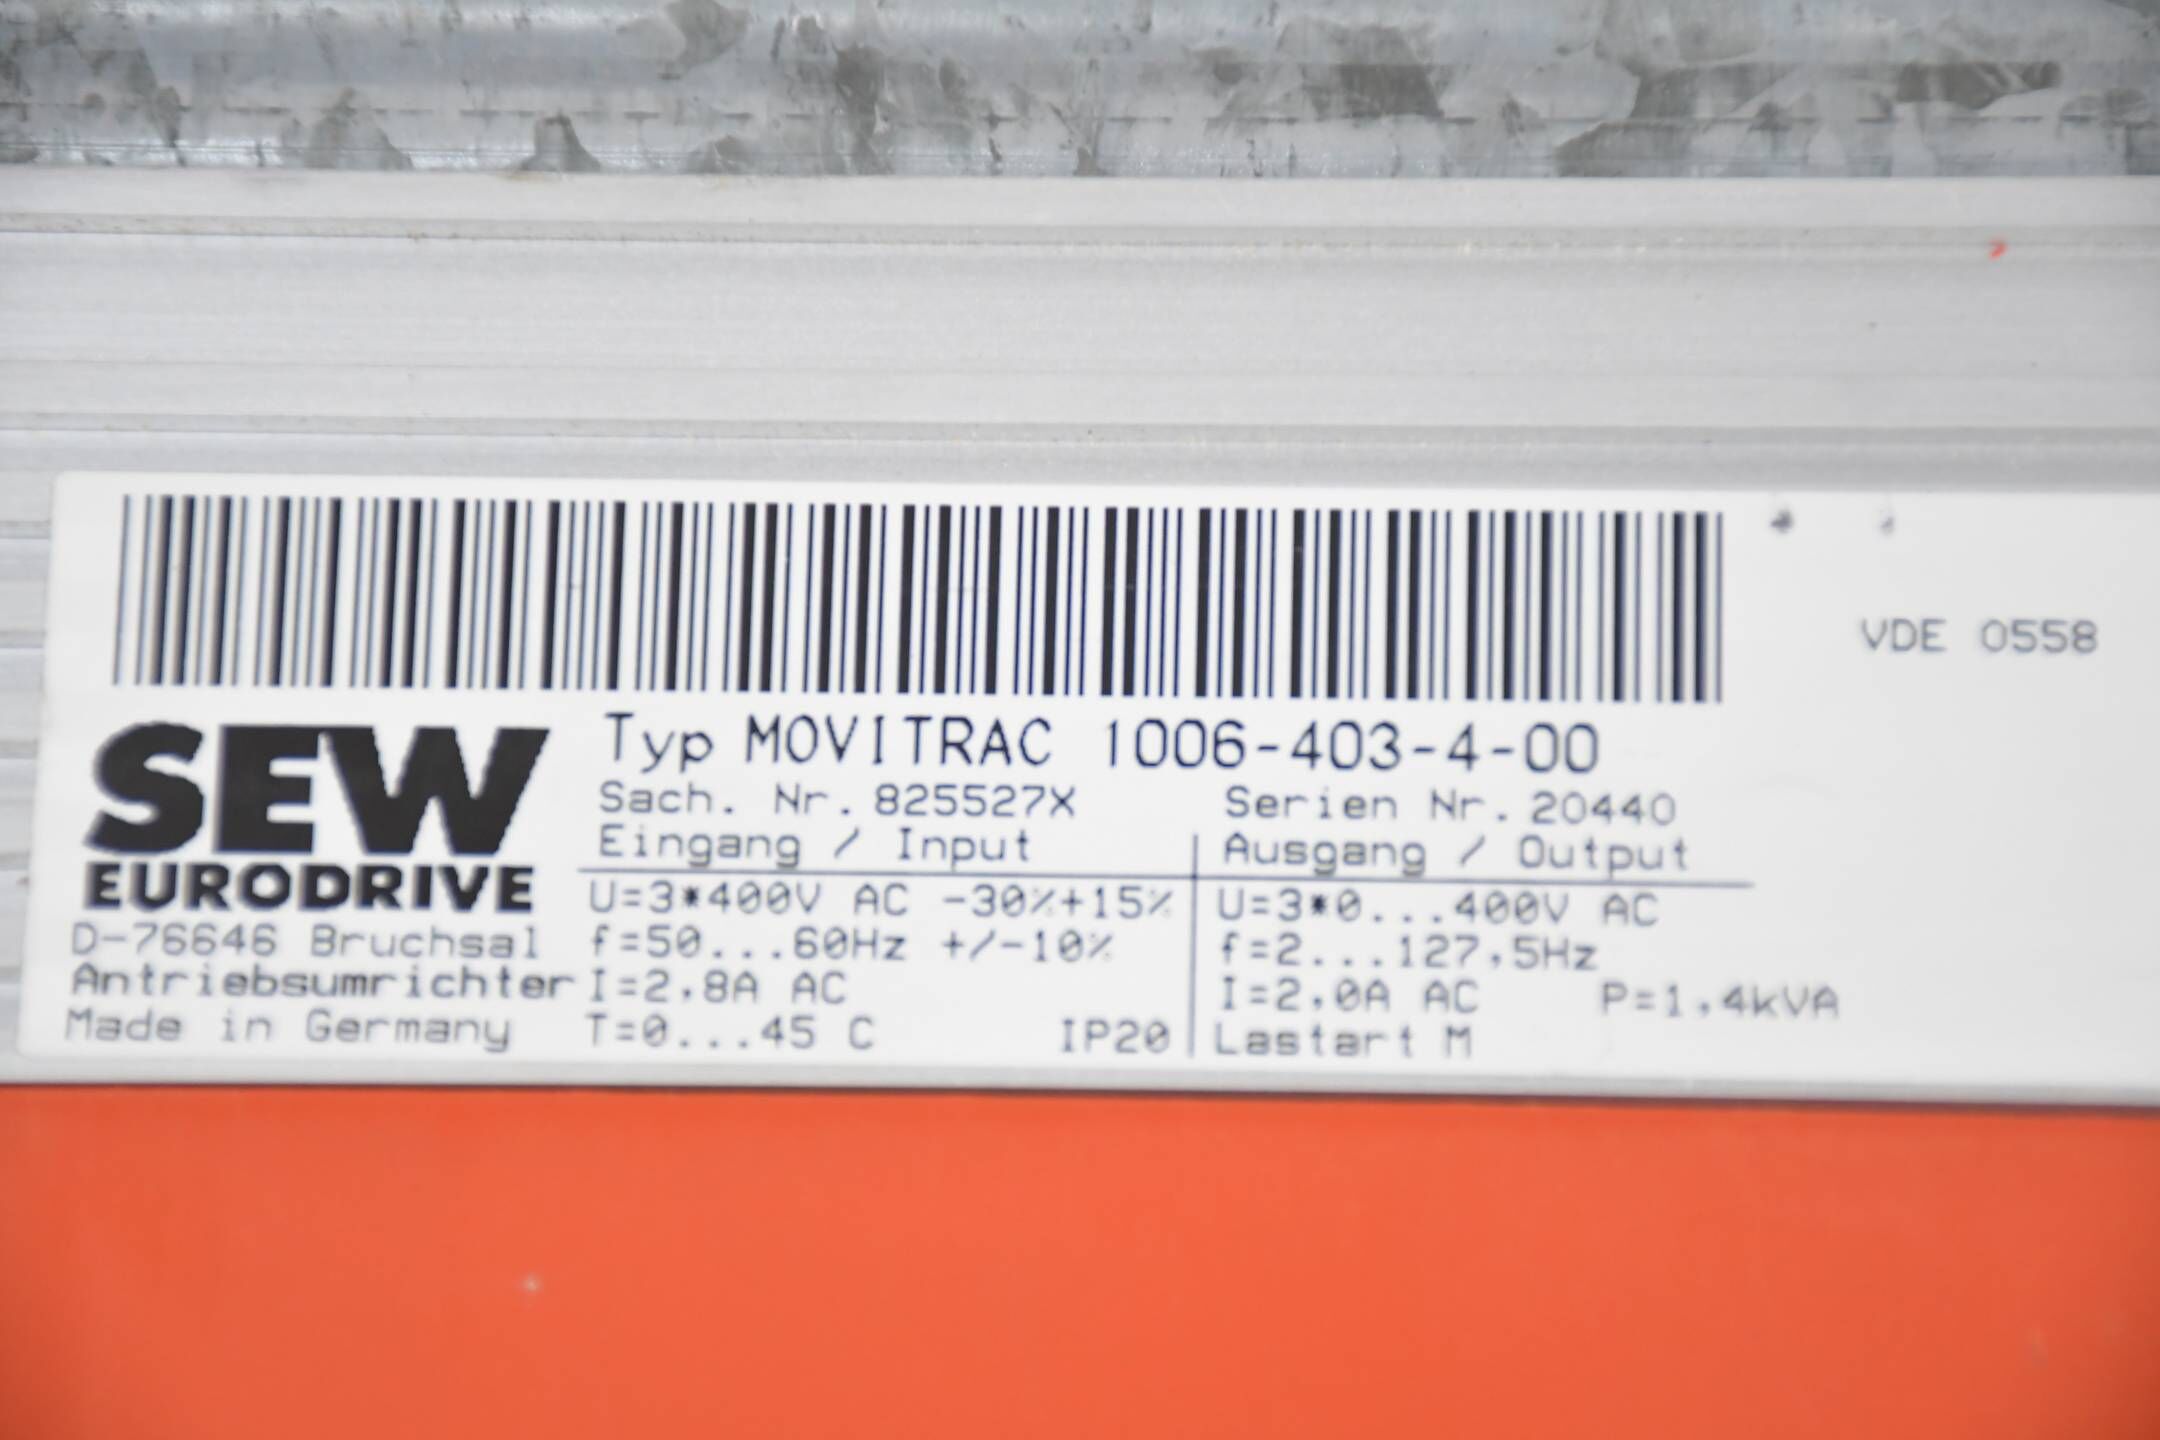 VDE 0558
SEW
EURODRIVE
D-76646 Bruchsal
Antriebsumrichter
Made in Germany
Typ MOVITRAC 1006-403-4-00
Sach. Nr. 825527X Serien Nr. 20440
Eingang / Input Ausgang / Output
U=3*400V AC -30%+15% U=3*0...400V AC
f=50...60Hz +/-10% f=2...127,5Hz
I=2,8A AC I=2,0A AC P=1,4kVA
T=0...45 C IP20 Lastart M